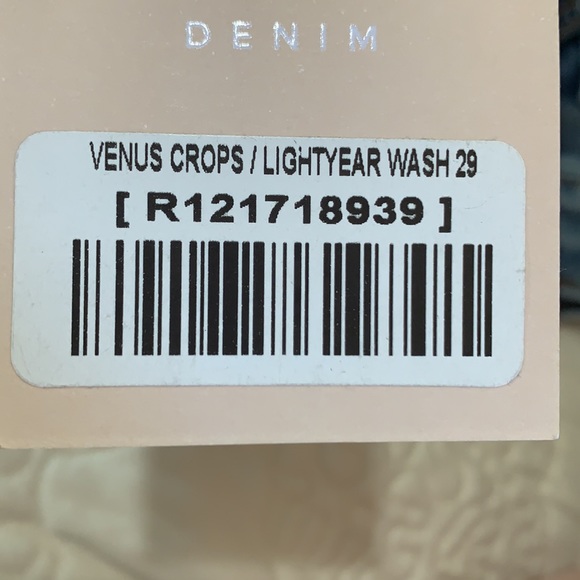 DENIM
VENUS CROPS / LIGHTYEAR WASH 29
[ R121718939 ]